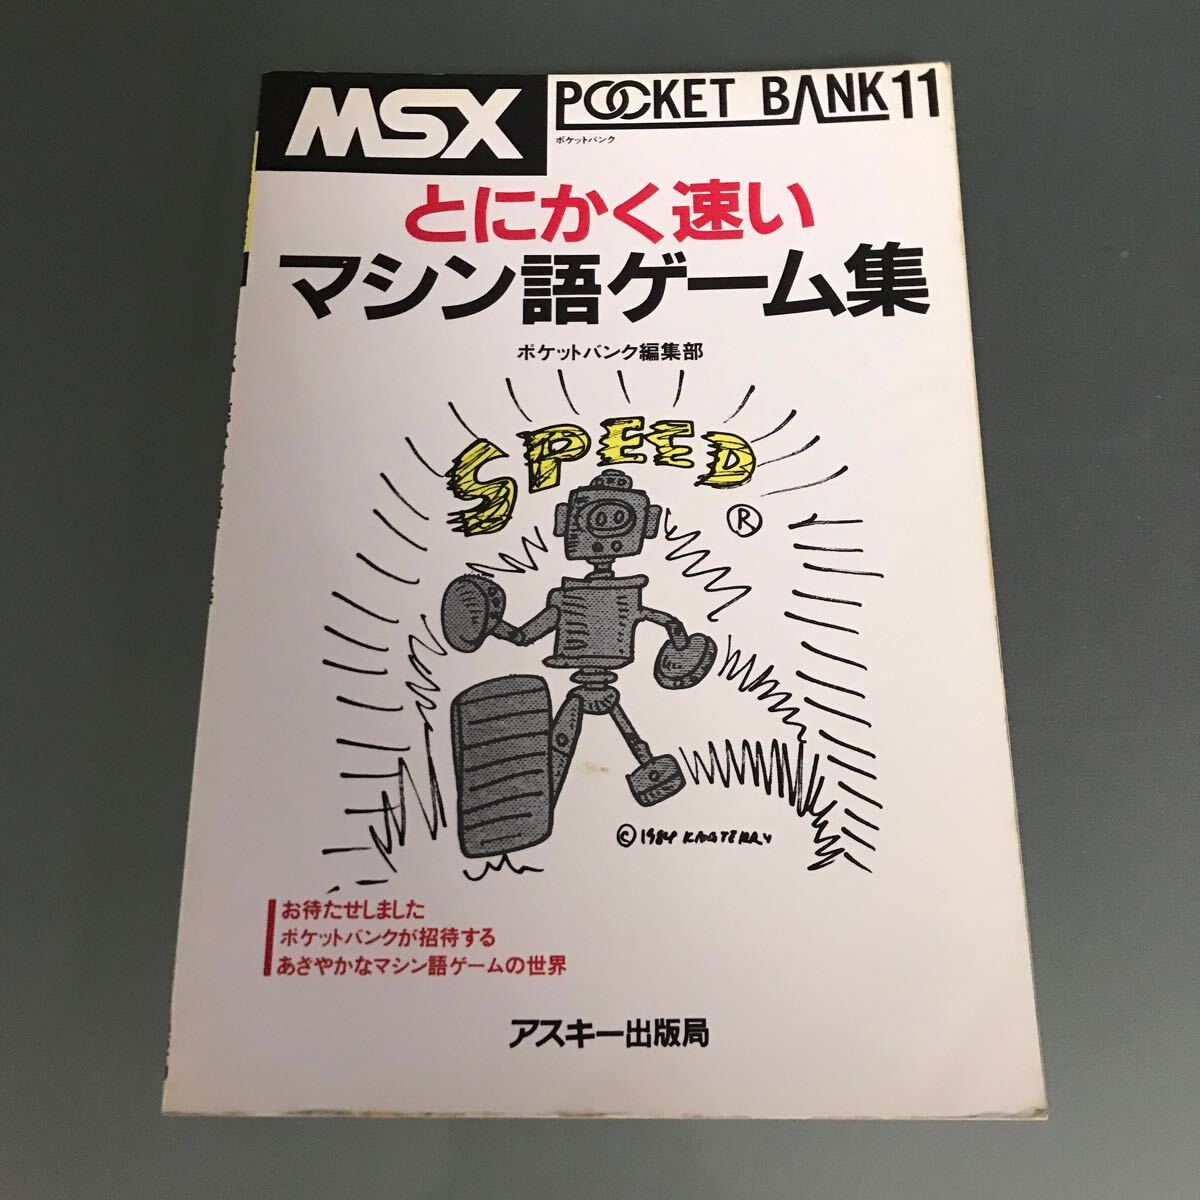 MSX
POCKET BANK 11
ポケットバンク
とにかく速い
マシン語ゲーム集
ポケットバンク編集部
SPEED
®
お待たせしました
ポケットバンクが招待する
あざやかなマシン語ゲームの世界
アスキー出版局